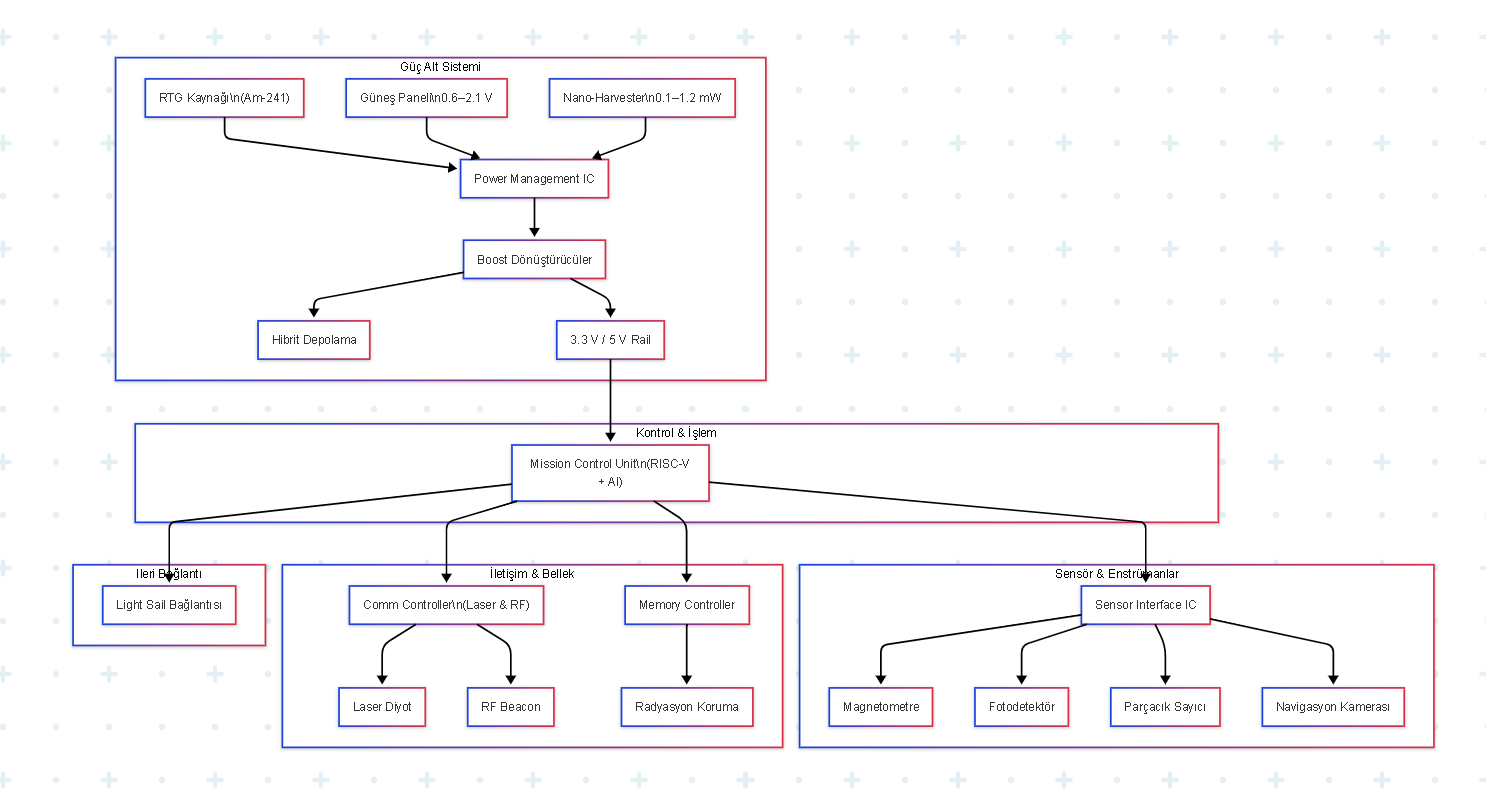 Güç Alt Sistemi
RTG Kaynağı\n(Am-241)
Güneş Paneli\n0.6–2.1 V
Nano-Harvester\n0.1–1.2 mW
Power Management IC
Boost Dönüştürücüler
Hibrit Depolama
3.3 V / 5 V Rail
Kontrol & İşlem
Mission Control Unit\n(RISC-V
+ AI)
Ileri Bağlantı
Light Sail Bağlantısı
İletişim & Bellek
Comm Controller\n(Laser & RF)
Memory Controller
Laser Diyot
RF Beacon
Radyasyon Koruma
Sensör & Enstrümanlar
Sensor Interface IC
Magnetometre
Fotodetektör
Parçacık Sayıcı
Navigasyon Kamerası